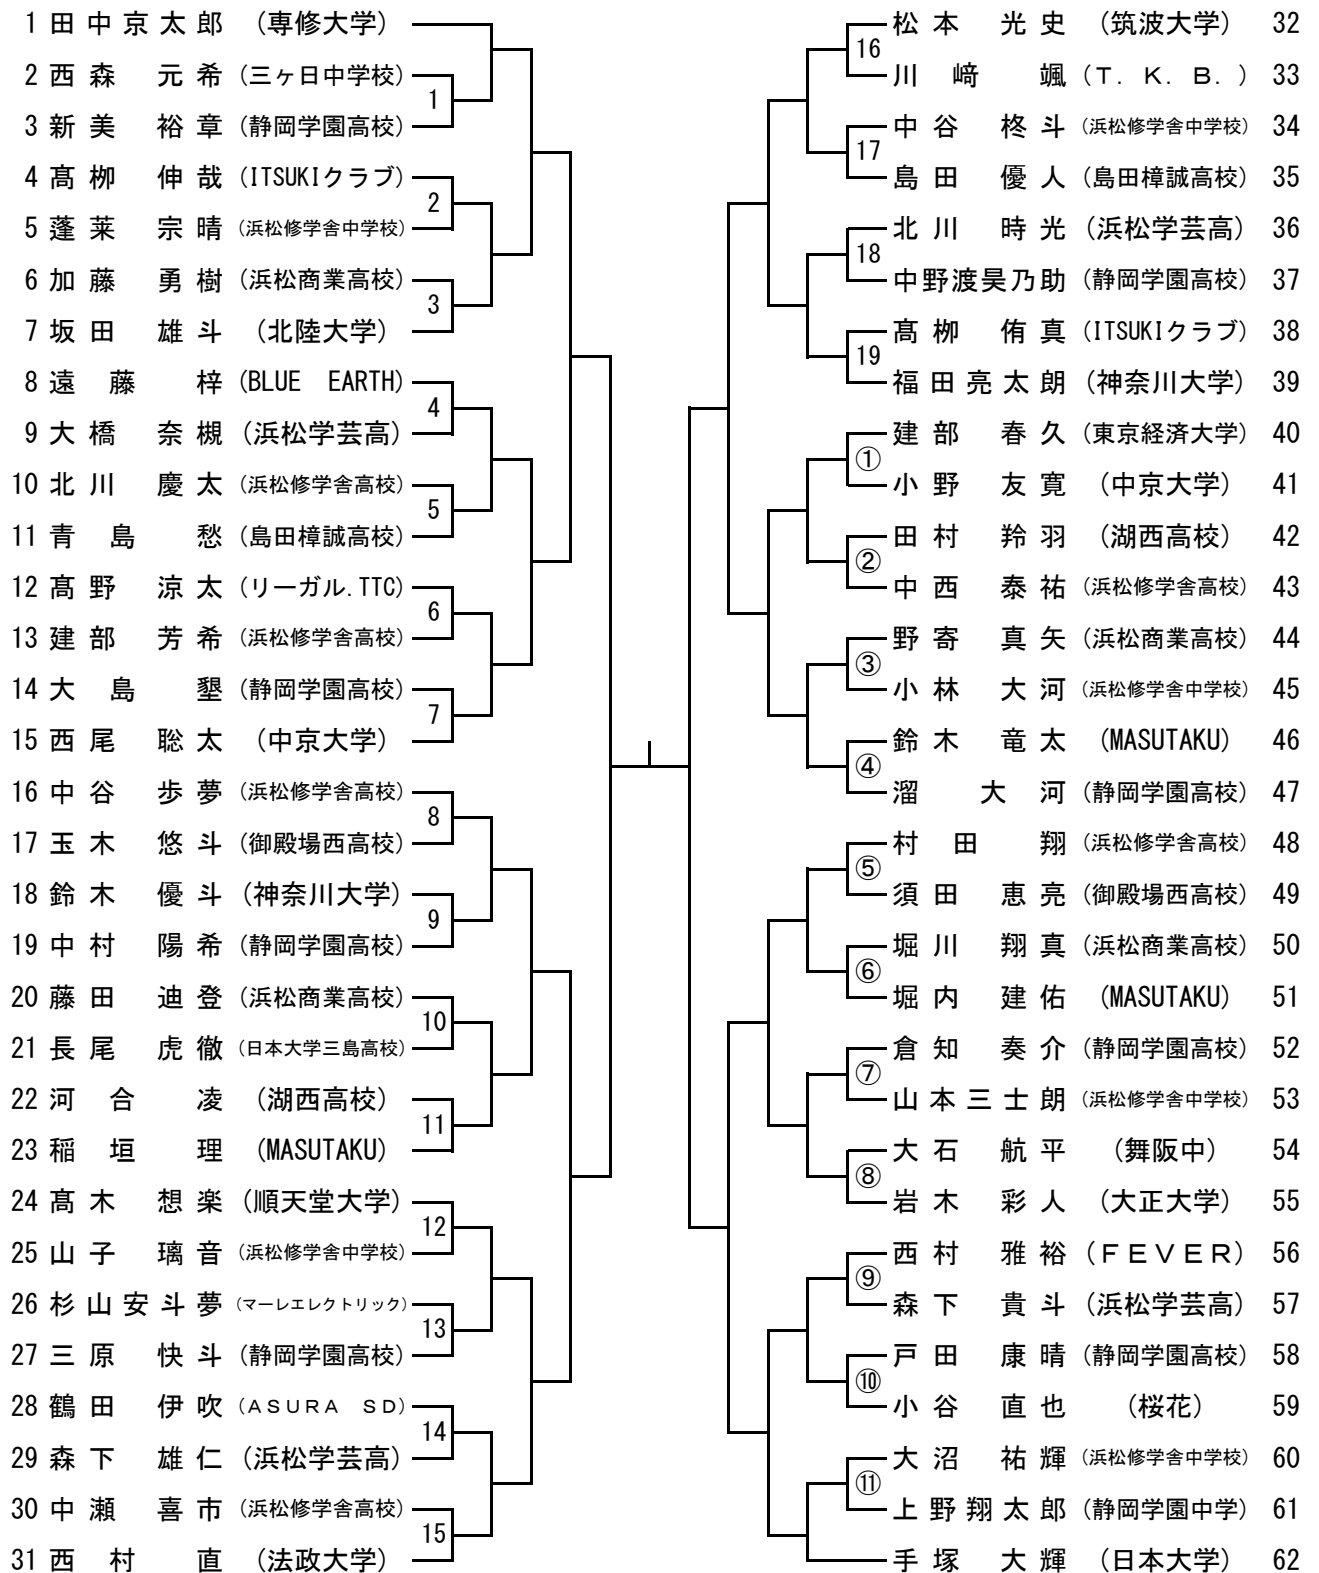 1 田中京太郎 (専修大学)
2 西森 元希 (三ヶ日中学校)
1
3 新美 裕章 (静岡学園高校)
4 髙栁 伸哉 (ITSUKIクラブ)
2
5 蓬莱 宗晴 (浜松修学舎中学校)
6 加藤 勇樹 (浜松商業高校)
3
7 坂田 雄斗 (北陸大学)
8 遠藤 梓 (BLUE EARTH)
4
9 大橋 奈槻 (浜松学芸高)
10 北川 慶太 (浜松修学舎高校)
5
11 青島 愁 (島田樟誠高校)
12 髙野 涼太 (リーガル.TTC)
6
13 建部 芳希 (浜松修学舎高校)
14 大島 墾 (静岡学園高校)
7
15 西尾 聡太 (中京大学)
16 中谷 歩夢 (浜松修学舎高校)
8
17 玉木 悠斗 (御殿場西高校)
18 鈴木 優斗 (神奈川大学)
9
19 中村 陽希 (静岡学園高校)
20 藤田 迪登 (浜松商業高校)
10
21 長尾 虎徹 (日本大学三島高校)
22 河合 凌 (湖西高校)
11
23 稲垣 理 (MASUTAKU)
24 髙木 想楽 (順天堂大学)
12
25 山子 璃音 (浜松修学舎中学校)
26 杉山安斗夢 (マーレエレクトリック)
13
27 三原 快斗 (静岡学園高校)
28 鶴田 伊吹 (ASURA SD)
14
29 森下 雄仁 (浜松学芸高)
30 中瀬 喜市 (浜松修学舎高校)
15
31 西村 直 (法政大学)
松本 光史 (筑波大学) 32
16
川﨑 颯 (T. K. B. ) 33
中谷 柊斗 (浜松修学舎中学校) 34
17
島田 優人 (島田樟誠高校) 35
北川 時光 (浜松学芸高) 36
18
中野渡昊乃助 (静岡学園高校) 37
髙栁 侑真 (ITSUKIクラブ) 38
19
福田亮太朗 (神奈川大学) 39
建部 春久 (東京経済大学) 40
①
小野 友寛 (中京大学) 41
田村 羚羽 (湖西高校) 42
②
中西 泰祐 (浜松修学舎高校) 43
野寄 真矢 (浜松商業高校) 44
③
小林 大河 (浜松修学舎中学校) 45
鈴木 竜太 (MASUTAKU) 46
④
溜 大河 (静岡学園高校) 47
村田 翔 (浜松修学舎高校) 48
⑤
須田 恵亮 (御殿場西高校) 49
堀川 翔真 (浜松商業高校) 50
⑥
堀内 建佑 (MASUTAKU) 51
倉知 奏介 (静岡学園高校) 52
⑦
山本三士朗 (浜松修学舎中学校) 53
大石 航平 (舞阪中) 54
⑧
岩木 彩人 (大正大学) 55
西村 雅裕 (FEVER) 56
⑨
森下 貴斗 (浜松学芸高) 57
戸田 康晴 (静岡学園高校) 58
⑩
小谷 直也 (桜花) 59
大沼 祐輝 (浜松修学舎中学校) 60
⑪
上野翔太郎 (静岡学園中学) 61
手塚 大輝 (日本大学) 62